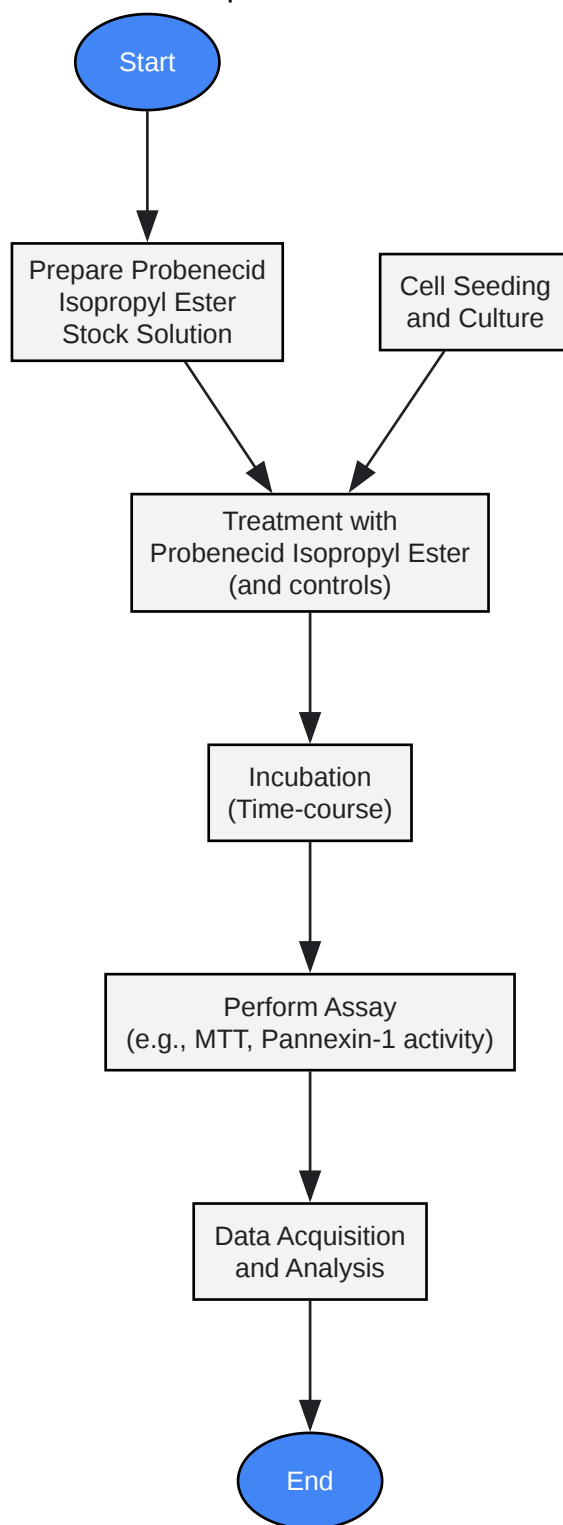 Start
Prepare Probenecid
Isopropyl Ester
Stock Solution
Cell Seeding
and Culture
Treatment with
Probenecid Isopropyl Ester
(and controls)
Incubation
(Time-course)
Perform Assay
(e.g., MTT, Pannexin-1 activity)
Data Acquisition
and Analysis
End